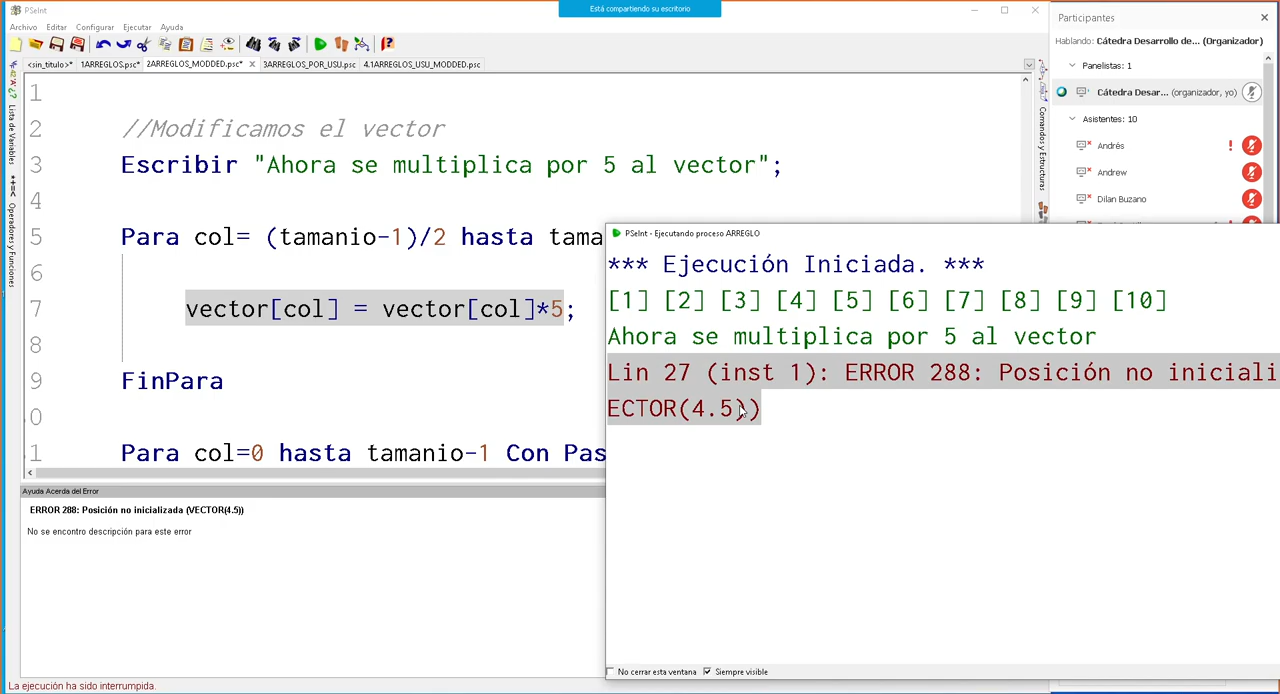 PSeInt
Está compartiendo su escritorio
Archivo Editar Configurar Ejecutar Ayuda
<sin_titulo>* 1ARREGLOS.psc* 2ARREGLOS_MODDED.psc* 3ARREGLOS_POR_USU.psc 4.1ARREGLOS_USU_MODDED.psc
Lista de Variables
Operadores y Funciones
Comandos y Estructuras
1
2 //Modificamos el vector
3 Escribir "Ahora se multiplica por 5 al vector";
4
5 Para col= (tamanio-1)/2 hasta tama
6
7 vector[col] = vector[col]*5;
8
9 FinPara
0
1 Para col=0 hasta tamanio-1 Con Pas
Ayuda Acerda del Error
ERROR 288: Posición no inicializada (VECTOR(4.5))
No se encontro descripción para este error
La ejecución ha sido interrumpida.
PSeInt - Ejecutando proceso ARREGLO
*** Ejecución Iniciada. ***
[1] [2] [3] [4] [5] [6] [7] [8] [9] [10]
Ahora se multiplica por 5 al vector
Lin 27 (inst 1): ERROR 288: Posición no iniciali
ECTOR(4.5))
No cerrar esta ventana Siempre visible
Participantes
Hablando: Cátedra Desarrollo de... (Organizador)
Panelistas: 1
Cátedra Desar... (organizador, yo)
Asistentes: 10
Andrés
Andrew
Dilan Buzano